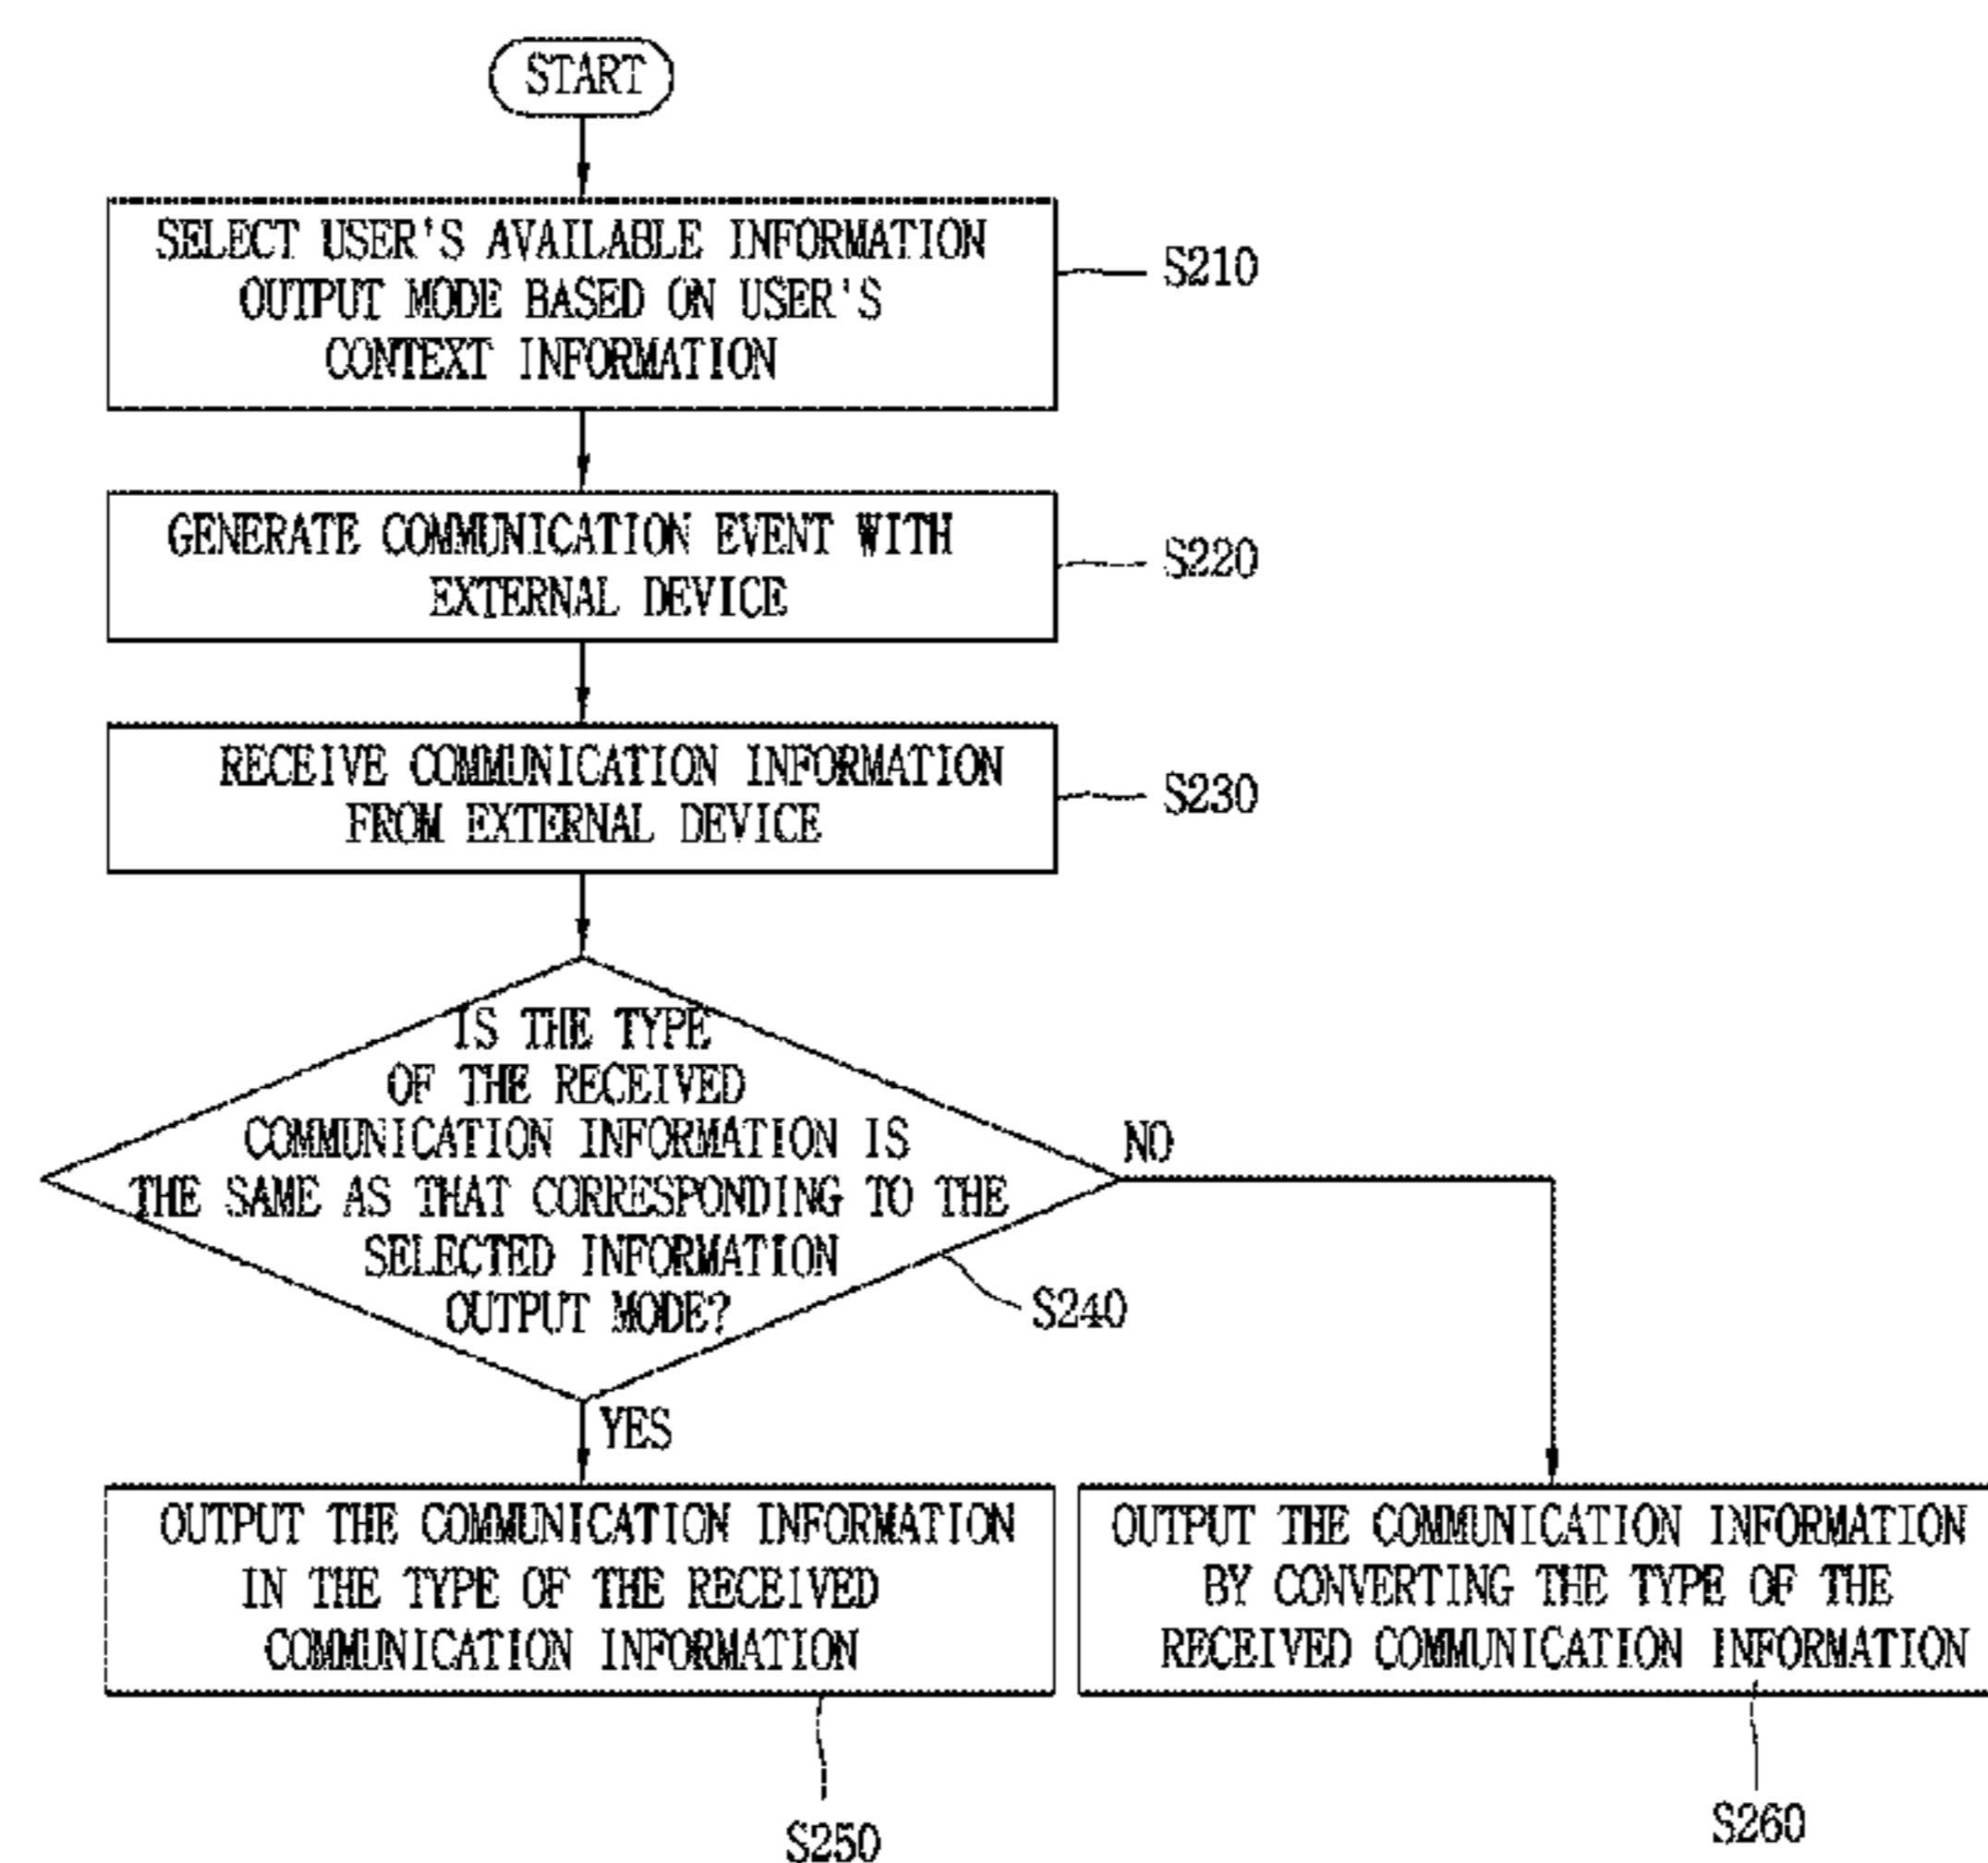 START
SELECT USER'S AVAILABLE INFORMATION
OUTPUT MODE BASED ON USER'S
CONTEXT INFORMATION
S210
GENERATE COMMUNICATION EVENT WITH
EXTERNAL DEVICE
S220
RECEIVE COMMUNICATION INFORMATION
FROM EXTERNAL DEVICE
S230
IS THE TYPE
OF THE RECEIVED
COMMUNICATION INFORMATION IS
THE SAME AS THAT CORRESPONDING TO THE
SELECTED INFORMATION
OUTPUT MODE?
NO
S240
YES
OUTPUT THE COMMUNICATION INFORMATION
IN THE TYPE OF THE RECEIVED
COMMUNICATION INFORMATION
S250
OUTPUT THE COMMUNICATION INFORMATION
BY CONVERTING THE TYPE OF THE
RECEIVED COMMUNICATION INFORMATION
S260